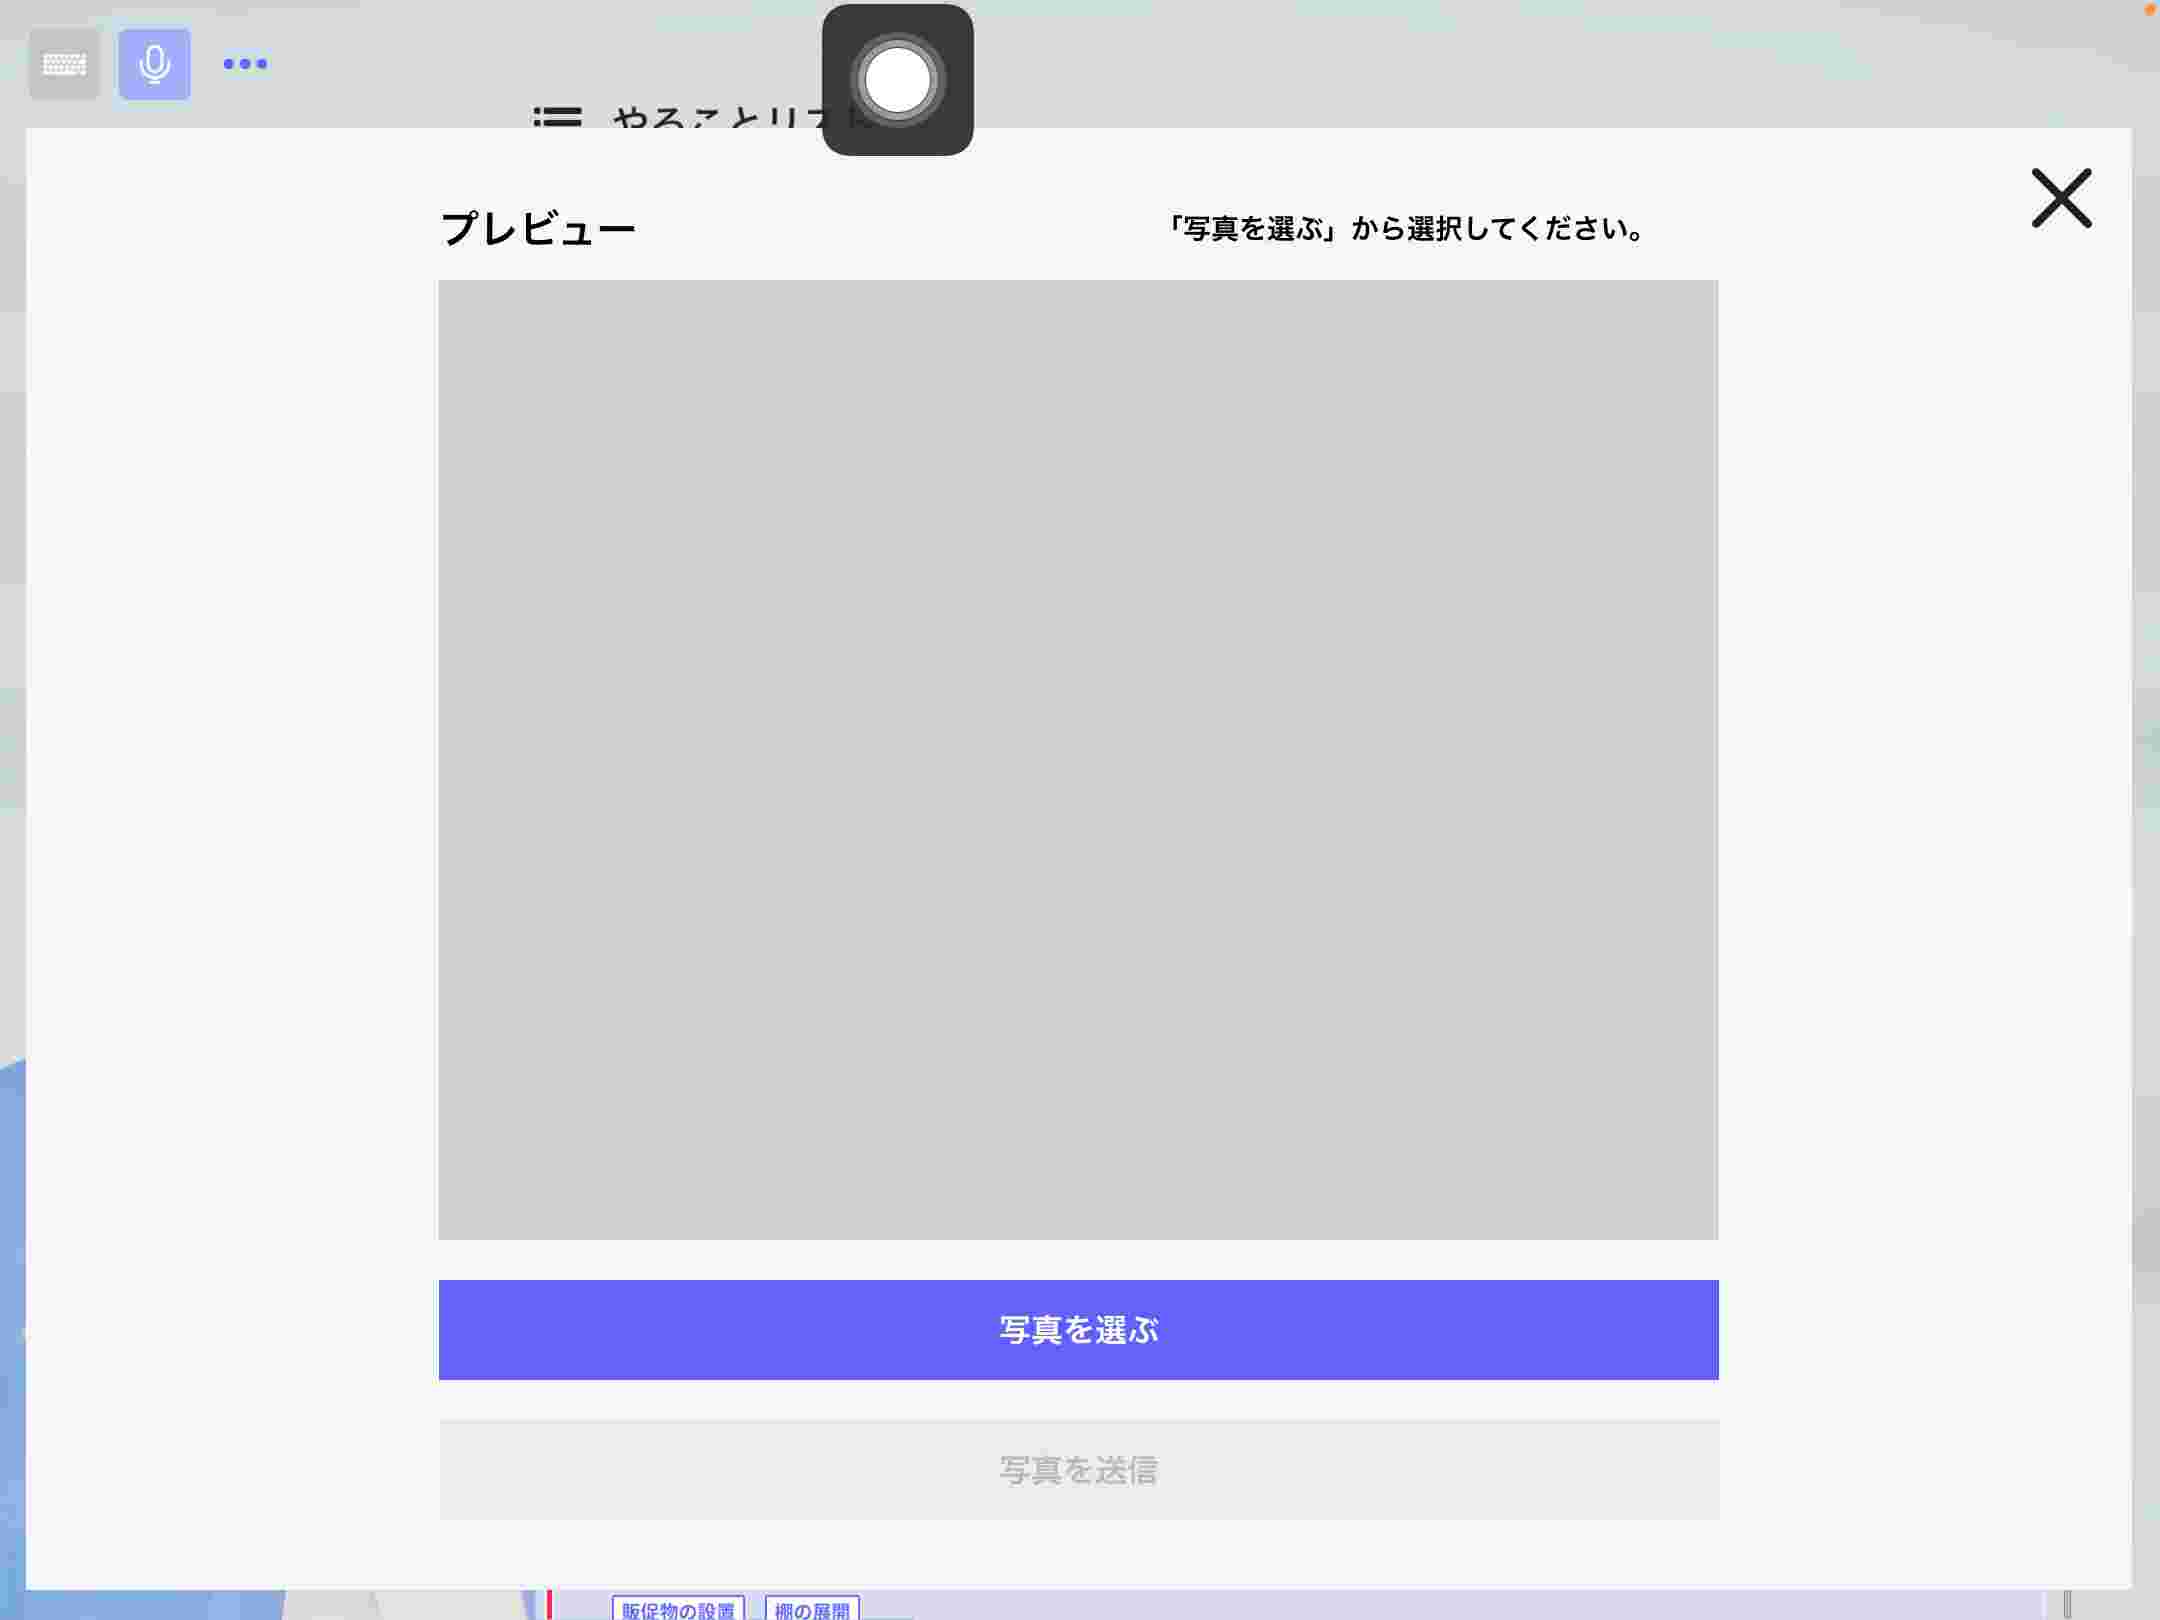 やることリスト
プレビュー
「写真を選ぶ」から選択してください。
写真を選ぶ
写真を送信
販促物の設置
棚の展開